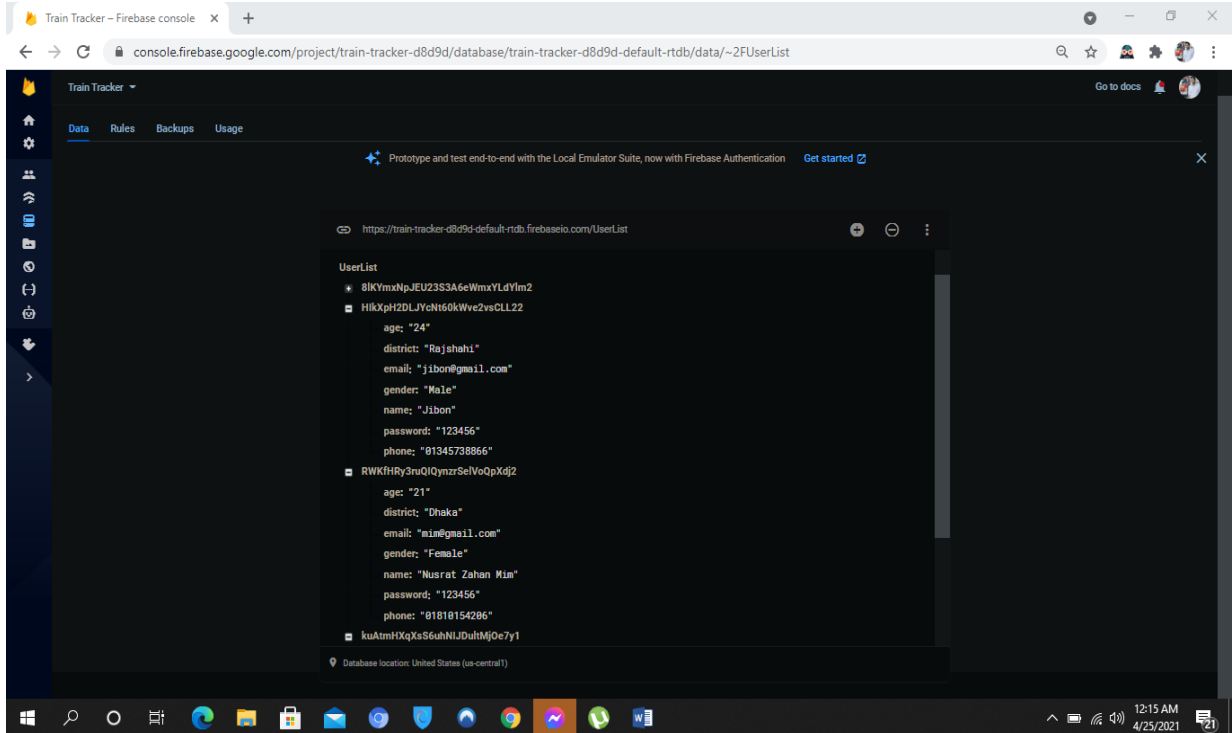 Train Tracker – Firebase console
console.firebase.google.com/project/train-tracker-d8d9d/database/train-tracker-d8d9d-default-rtdb/data/~2FUserList
Train Tracker
Go to docs
Data Rules Backups Usage
Prototype and test end-to-end with the Local Emulator Suite, now with Firebase Authentication Get started
https://train-tracker-d8d9d-default-rtdb.firebaseio.com/UserList
UserList
8lKYmxNpJEU23S3A6eWmxYLdYlm2
HlkXpH2DLJYcNt60kWve2vsCLL22
age: "24"
district: "Rajshahi"
email: "jibon@gmail.com"
gender: "Male"
name: "Jibon"
password: "123456"
phone: "01345738866"
RWKfHRy3ruQlQynzrSelVoQpXdj2
age: "21"
district: "Dhaka"
email: "mim@gmail.com"
gender: "Female"
name: "Nusrat Zahan Mim"
password: "123456"
phone: "01810154206"
kuAtmHXqXsS6uhNlJDultMjOe7y1
Database location: United States (us-central1)
12:15 AM
4/25/2021
21